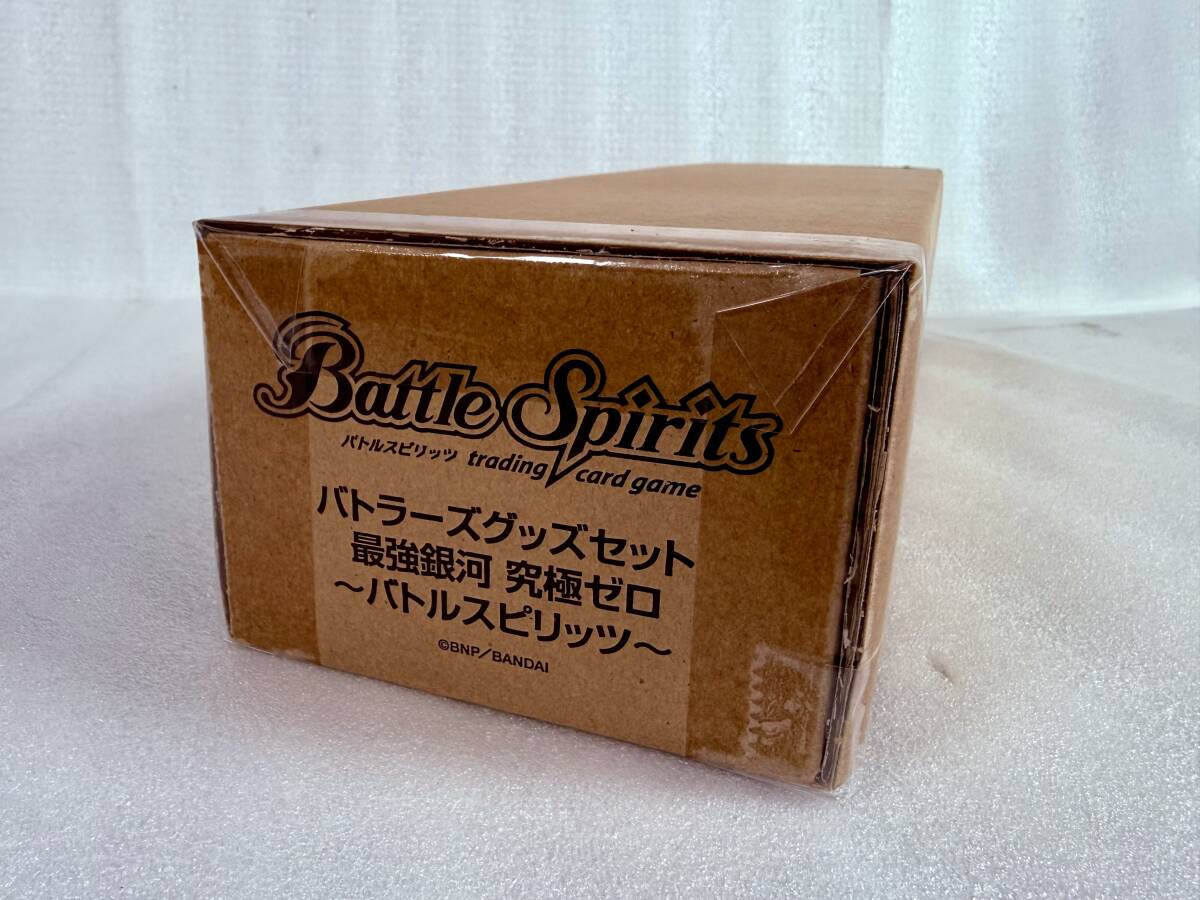 Battle Spirits
バトルスピリッツ trading card game
バトラーズグッズセット
最強銀河 究極ゼロ
～バトルスピリッツ～
©BNP／BANDAI